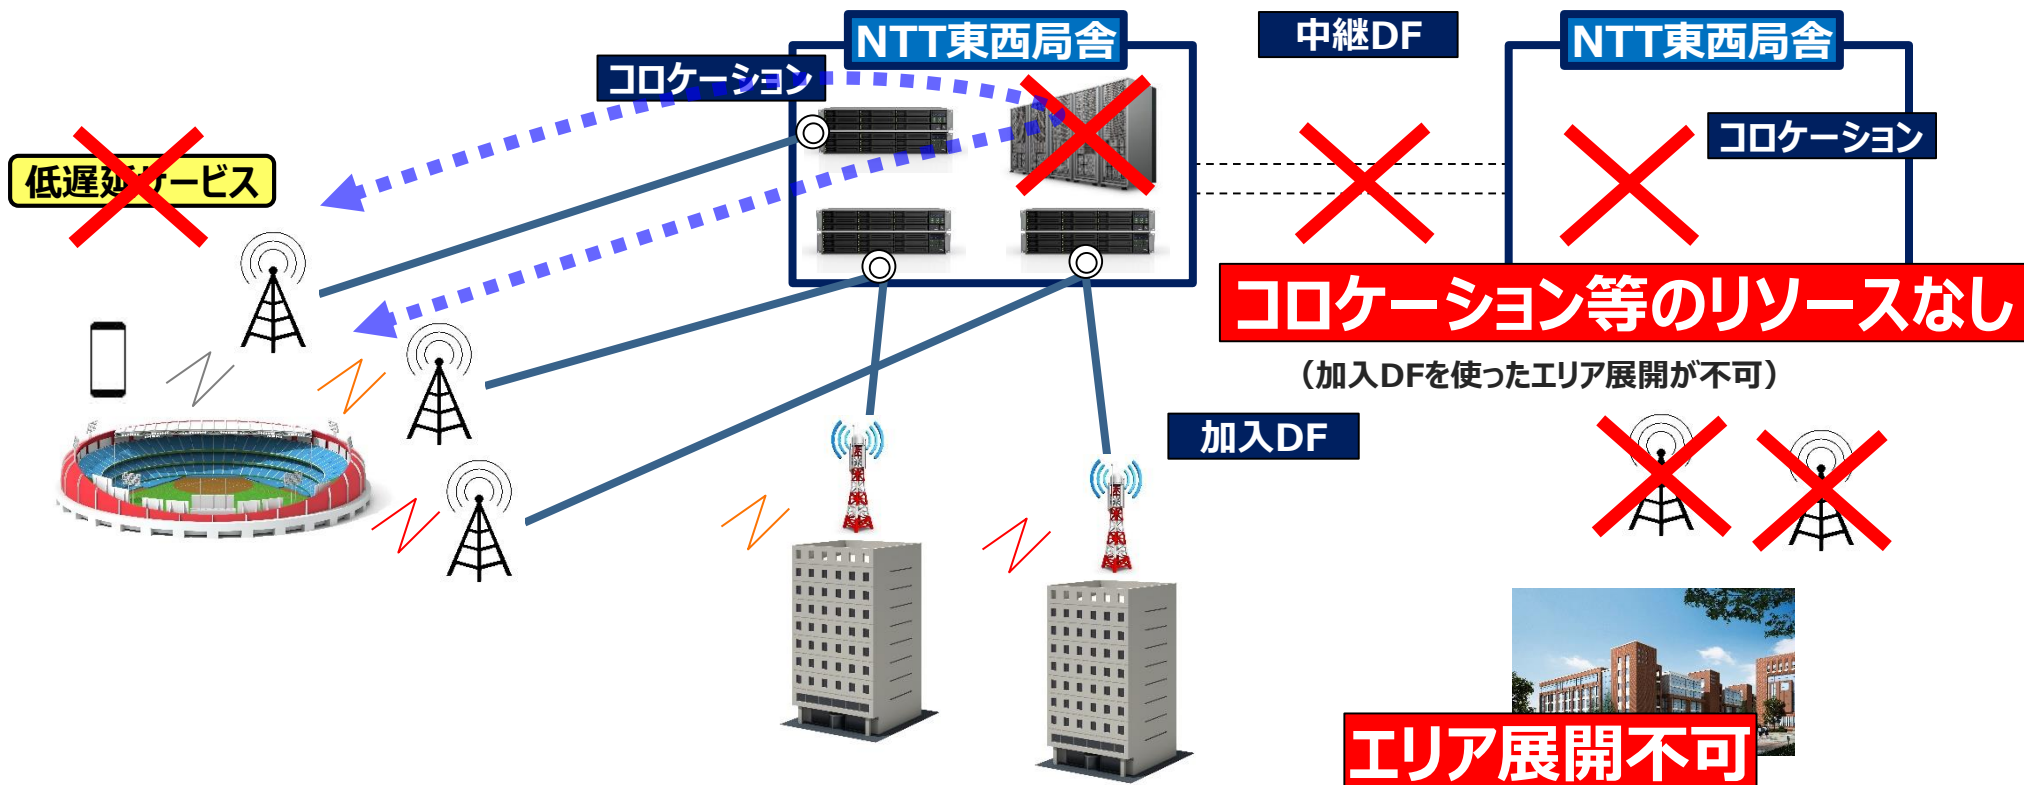 NTT東西局舎
中継DF
NTT東西局舎
コロケーション
コロケーション
低遅延サービス
コロケーション等のリソースなし
（加入DFを使ったエリア展開が不可）
加入DF
エリア展開不可